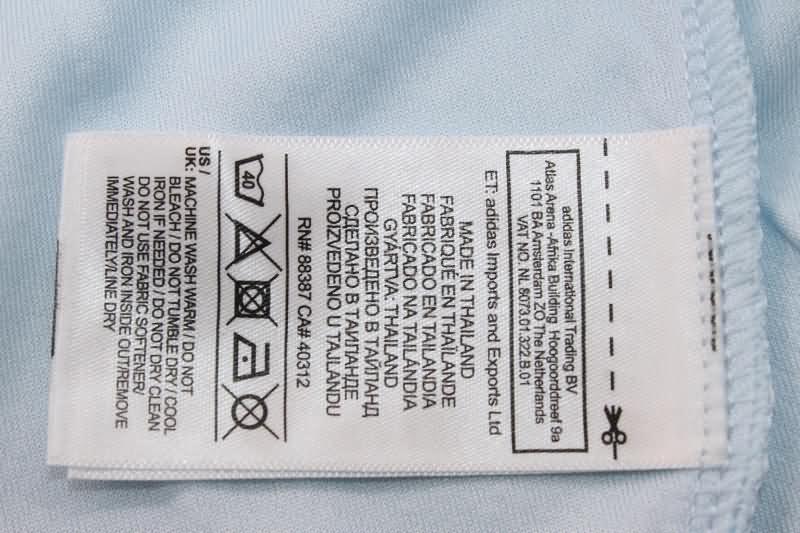 adidas International Trading BV
Atlas Arena -Afrika Building Hoogoorddreef 9a
1101 BA Amsterdam ZO The Netherlands
VAT NO. NL 8073.01.322.B.01
ET: adidas Imports and Exports Ltd
MADE IN THAILAND
FABRIQUÉ EN THAÏLANDE
FABRICADO EN TAILANDIA
FABRICADO NA TAILÂNDIA
GYÁRTVA: THAILAND
ПРОИЗВЕДЕНО В ТАЙЛАНД
СДЕЛАНО В ТАИЛАНДЕ
PROIZVEDENO U TAJLANDU
RN# 88387 CA# 40312
40
US /
UK: MACHINE WASH WARM / DO NOT
BLEACH / DO NOT TUMBLE DRY / COOL
IRON IF NEEDED / DO NOT DRY CLEAN
DO NOT USE FABRIC SOFTENER/
WASH AND IRON INSIDE OUT/REMOVE
IMMEDIATELY/LINE DRY